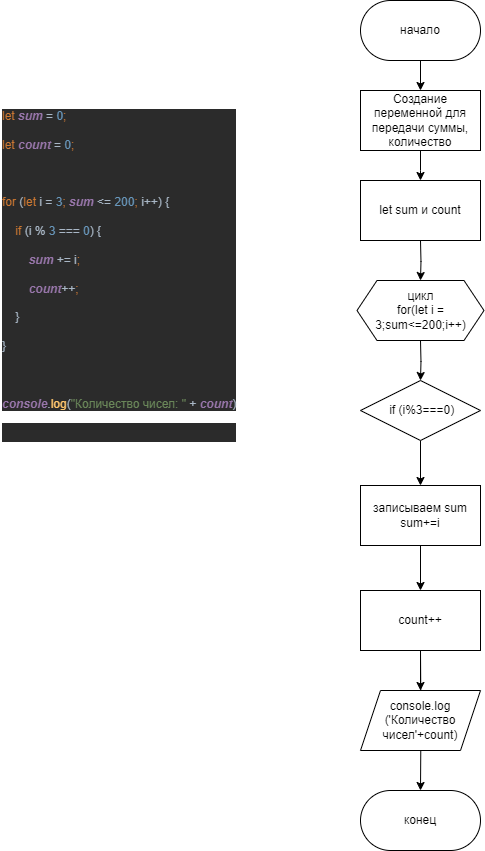 let sum = 0;
let count = 0;
for (let i = 3; sum <= 200; i++) {
if (i % 3 === 0) {
sum += i;
count++;
}
}
console.log("Количество чисел: " + count)
начало
Создание
переменной для
передачи суммы,
количество
let sum и count
цикл
for(let i =
3;sum<=200;i++)
if (i%3===0)
записываем sum
sum+=i
count++
console.log
('Количество
чисел'+count)
конец